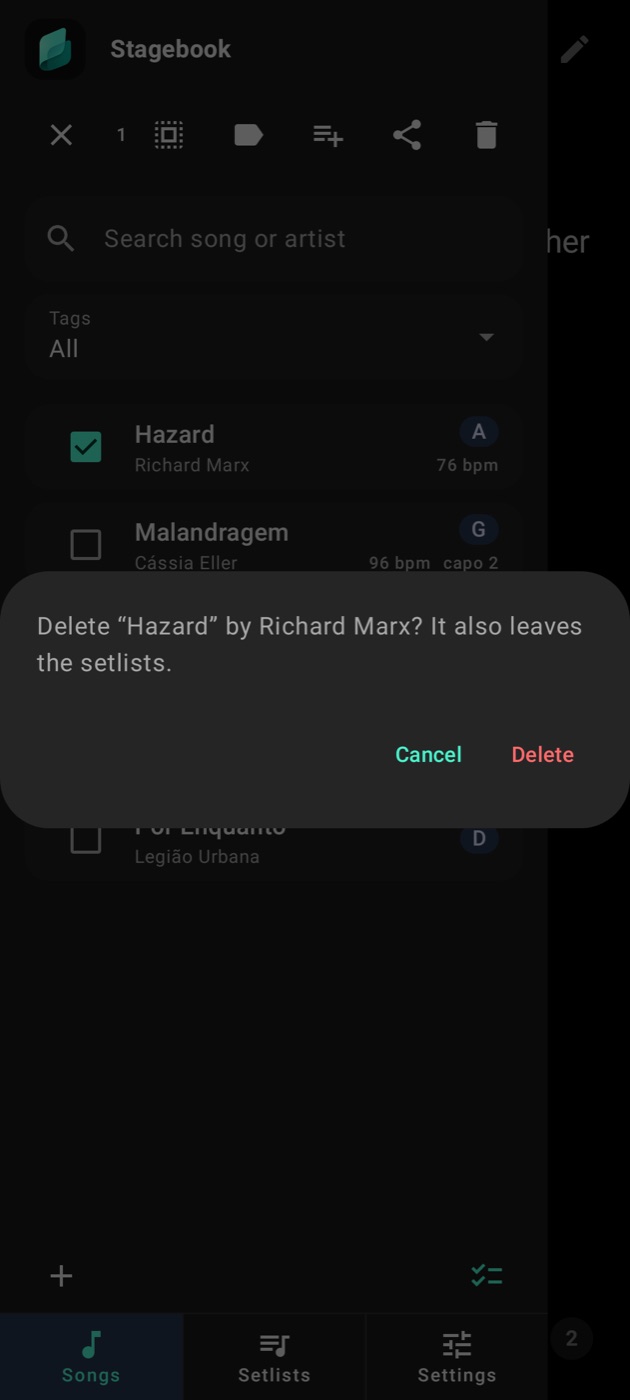 Stagebook
1
Search song or artist
her
Tags
All
Hazard
A
Richard Marx
76 bpm
Malandragem
G
Cássia Eller
96 bpm capo 2
Delete “Hazard” by Richard Marx? It also leaves
the setlists.
Cancel
Delete
Por Enquanto
D
Legião Urbana
2
Songs
Setlists
Settings